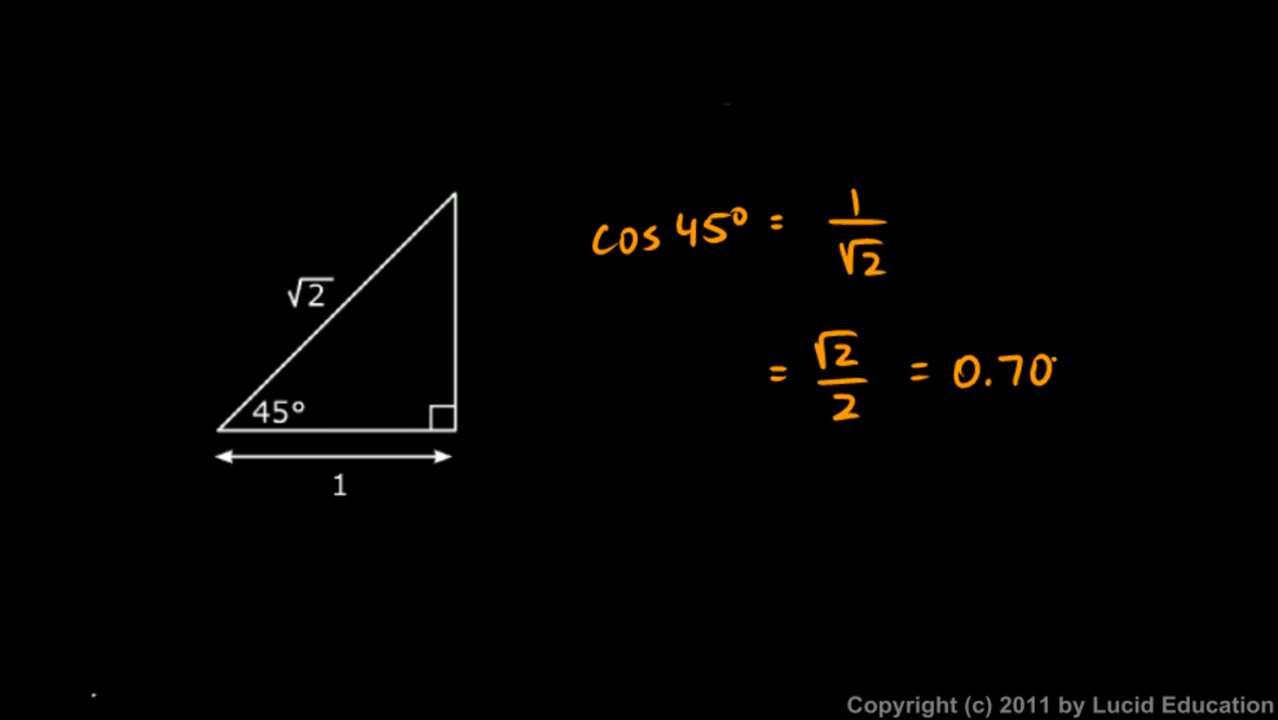 cos 45° = 1/√2
√2
= √2/2 = 0.70
45°
1
Copyright (c) 2011 by Lucid Education